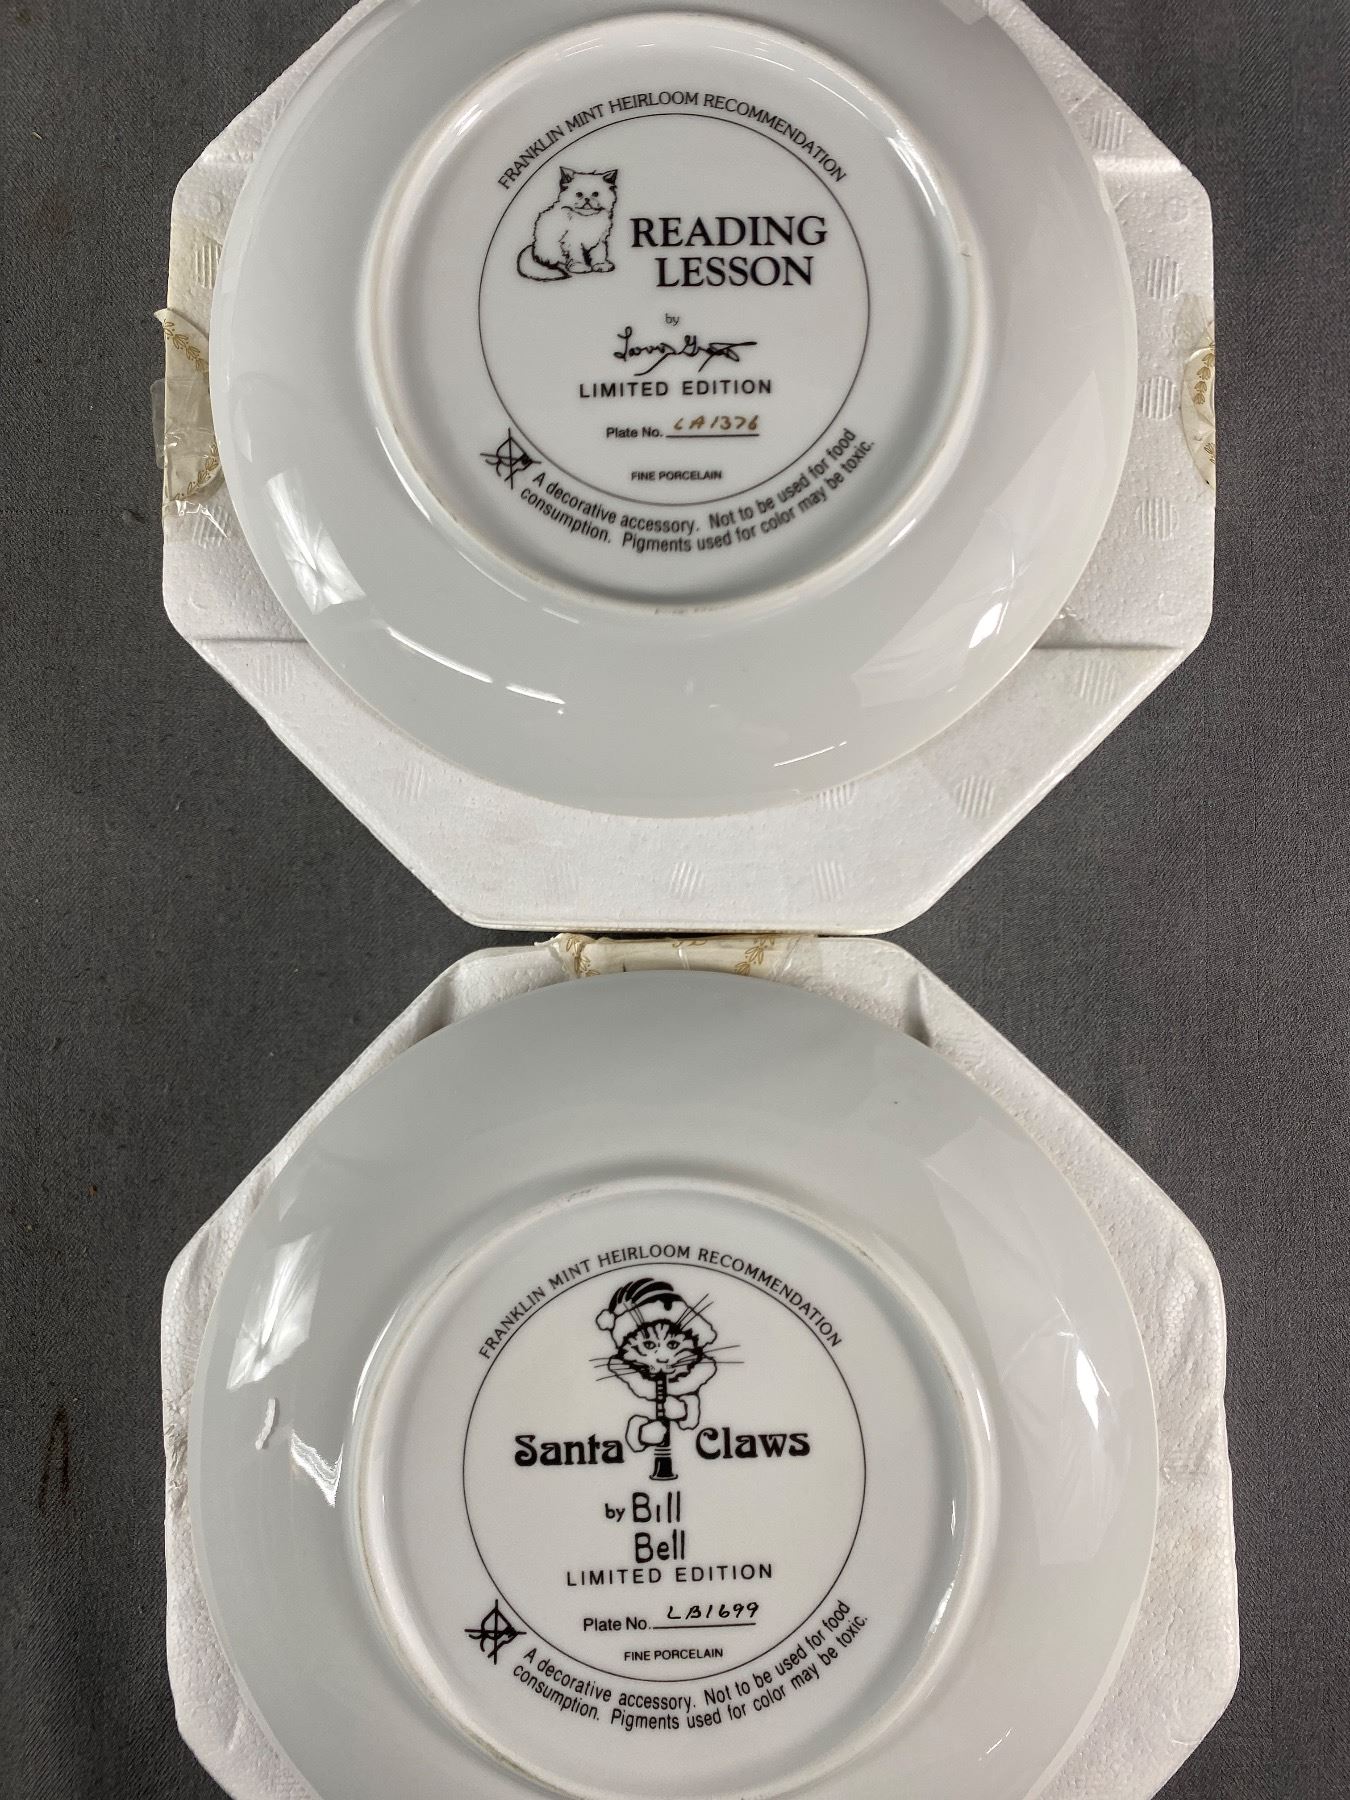 FRANKLIN MINT HEIRLOOM RECOMMENDATION
READING
LESSON
by
LIMITED EDITION
Plate No. LA1376
FINE PORCELAIN
A decorative accessory. Not to be used for food
consumption. Pigments used for color may be toxic.
FRANKLIN MINT HEIRLOOM RECOMMENDATION
Santa Claws
by Bill
Bell
LIMITED EDITION
Plate No. LB1699
FINE PORCELAIN
A decorative accessory. Not to be used for food
consumption. Pigments used for color may be toxic.